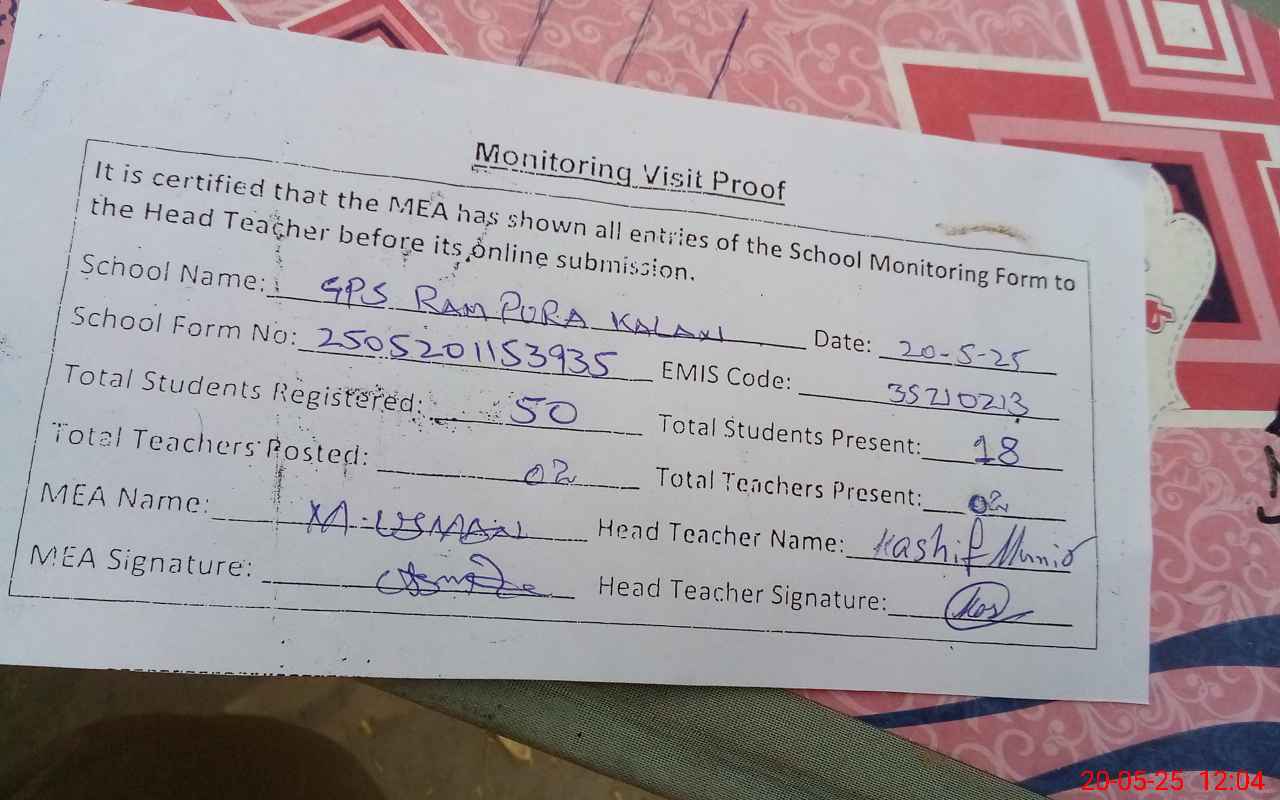 Monitoring Visit Proof
It is certified that the MEA has shown all entries of the School Monitoring Form to
the Head Teacher before its online submission.
School Name: GPS RAM PURA KALAN Date: 20-5-25
School Form No: 2505201153935 EMIS Code: 35210213
Total Students Registered: 50 Total Students Present: 18
Total Teachers Posted: 02 Total Teachers Present: 02
MEA Name: M. USMAN Head Teacher Name: Kashif Munir
MEA Signature: Head Teacher Signature:
20-05-25 12:04